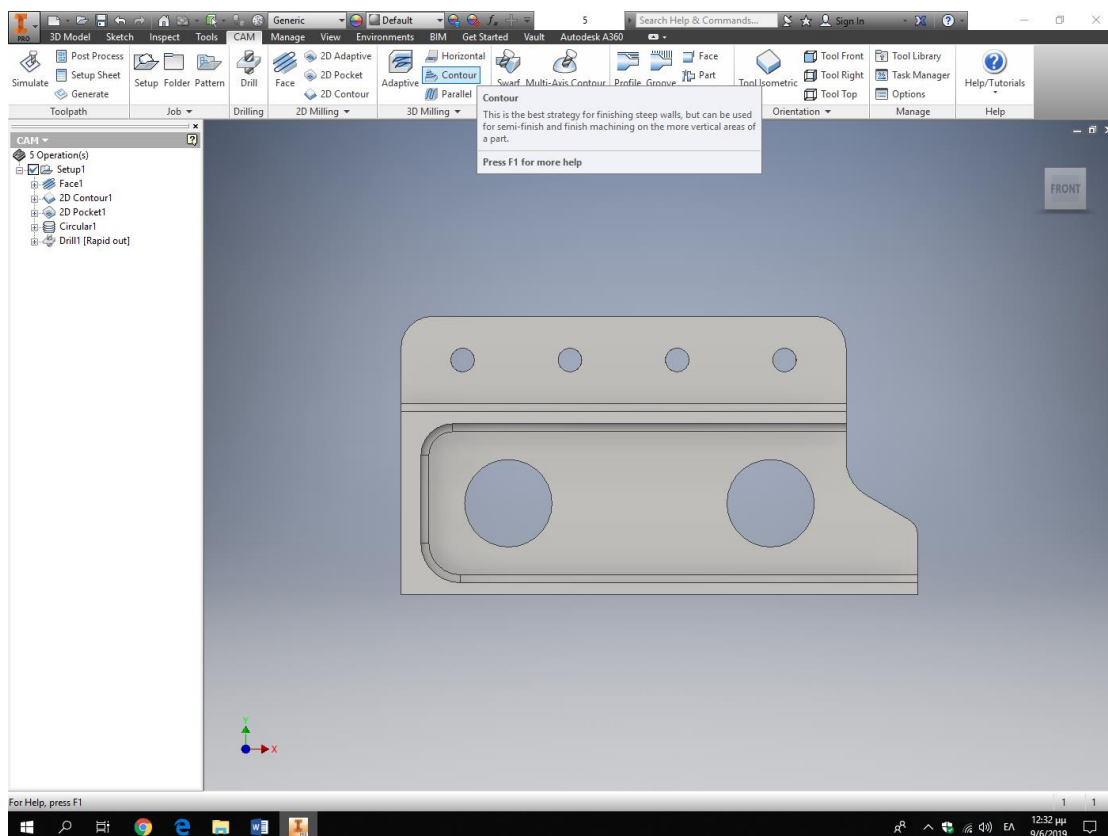 PRO
Generic Default fx 5 Search Help & Commands... Sign In
3D Model Sketch Inspect Tools CAM Manage View Environments BIM Get Started Vault Autodesk A360
Simulate Post Process Setup Sheet Generate
Setup Folder Pattern
Drill
Face 2D Adaptive 2D Pocket 2D Contour
Adaptive Horizontal Contour Parallel
Swarf Multi-Axis Contour
Profile Groove Face Part
Tool Isometric Tool Front Tool Right Tool Top
Tool Library Task Manager Options
Help/Tutorials
Toolpath Job Drilling 2D Milling 3D Milling Orientation Manage Help
Contour
This is the best strategy for finishing steep walls, but can be used
for semi-finish and finish machining on the more vertical areas of
a part.
Press F1 for more help
CAM
5 Operation(s)
Setup1
Face1
2D Contour1
2D Pocket1
Circular1
Drill1 [Rapid out]
FRONT
Y
X
For Help, press F1
1 1
ΕΛ
12:32 μμ
9/6/2019